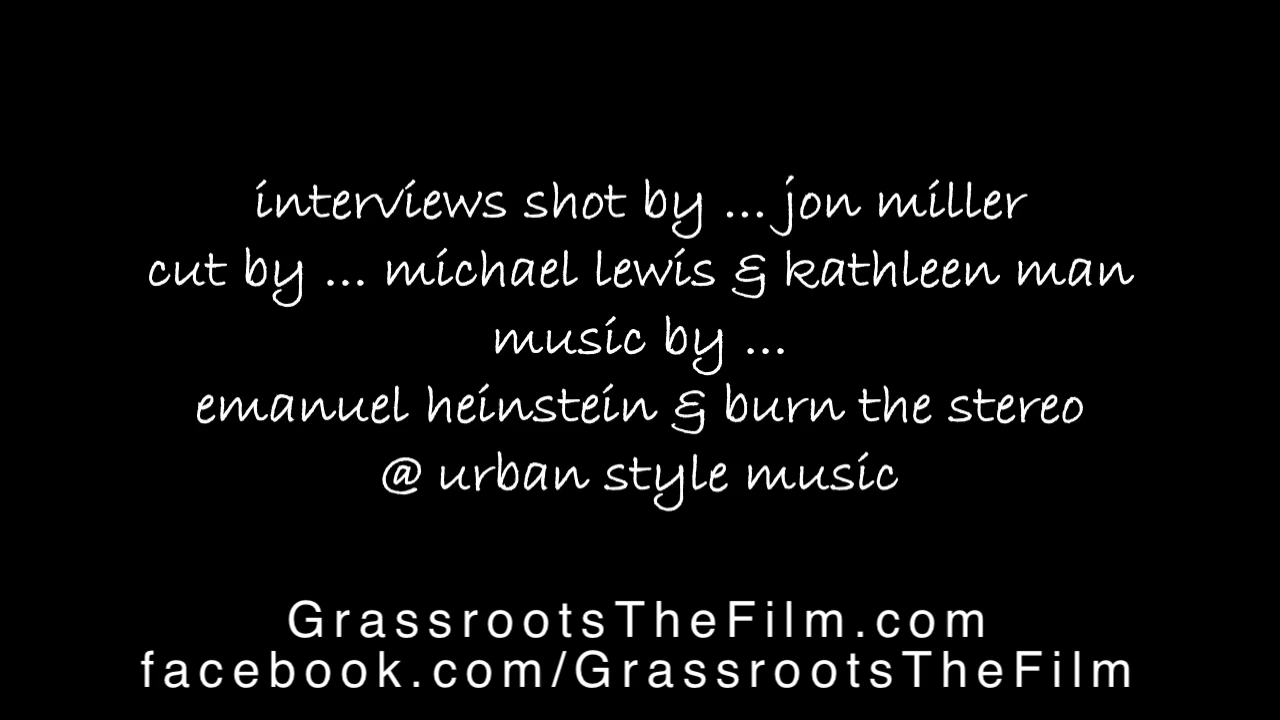 interviews shot by ... jon miller
cut by ... michael lewis & kathleen man
music by ...
emanuel heinstein & burn the stereo
@ urban style music
GrassrootsTheFilm.com
facebook.com/GrassrootsTheFilm